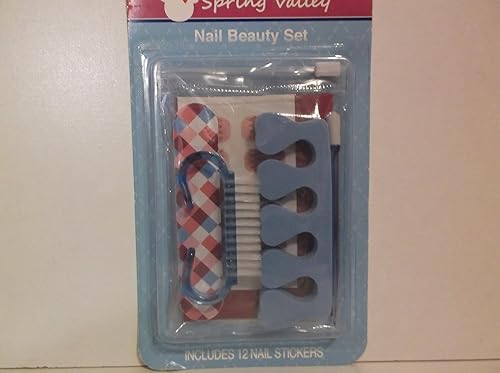 Spring Valley
Nail Beauty Set
INCLUDES 12 NAIL STICKERS